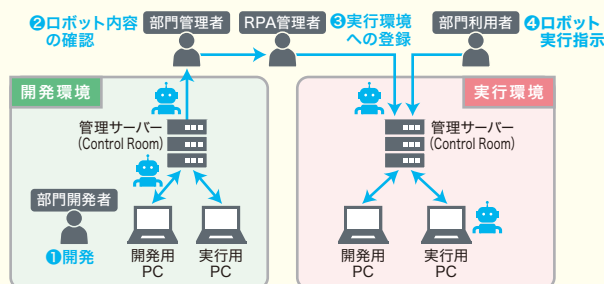 ❷ロボット内容
の確認
部門管理者
RPA管理者
❸実行環境
への登録
部門利用者
❹ロボット
実行指示
開発環境
実行環境
管理サーバー
(Control Room)
管理サーバー
(Control Room)
部門開発者
❶開発
開発用
PC
実行用
PC
開発用
PC
実行用
PC